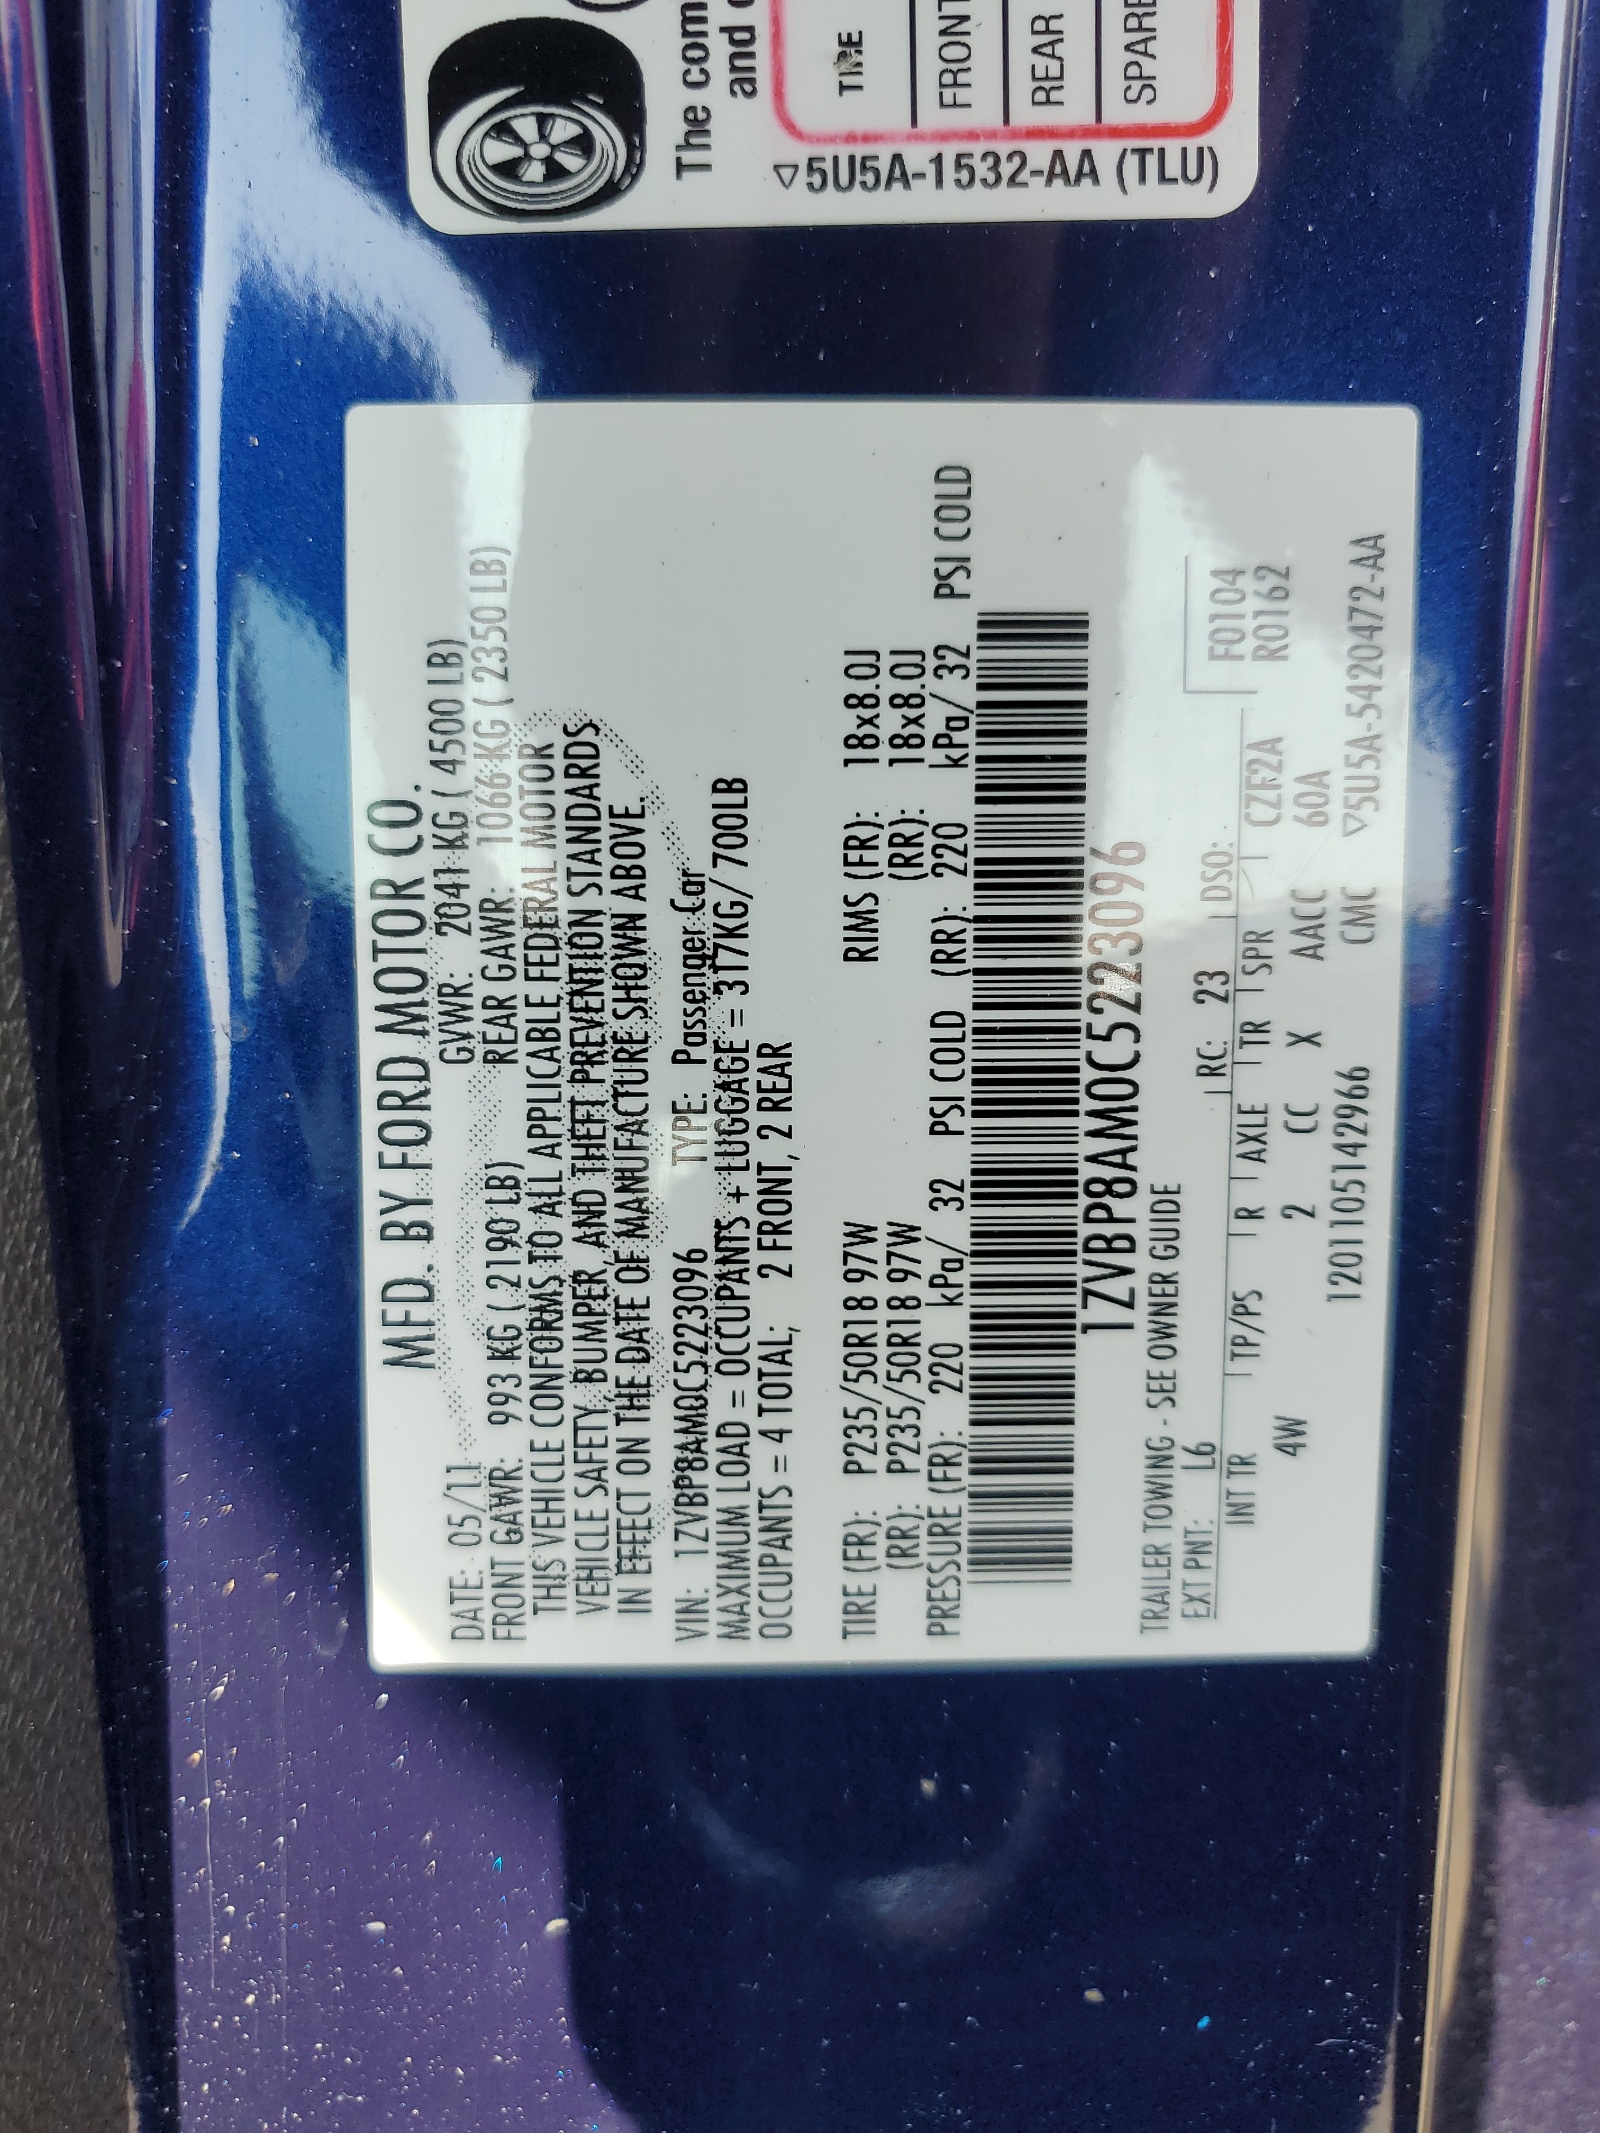 MFD. BY FORD MOTOR CO.
DATE: 05/11 GVWR: 2041 KG ( 4500 LB)
FRONT GAWR: 993 KG ( 2190 LB) REAR GAWR: 1066 KG ( 2350 LB)
THIS VEHICLE CONFORMS TO ALL APPLICABLE FEDERAL MOTOR
VEHICLE SAFETY, BUMPER, AND THEFT PREVENTION STANDARDS
IN EFFECT ON THE DATE OF MANUFACTURE SHOWN ABOVE.
VIN: 1ZVBP8AM0C5223096 TYPE: Passenger Car
MAXIMUM LOAD = OCCUPANTS + LUGGAGE = 317KG/ 700LB
OCCUPANTS = 4 TOTAL; 2 FRONT, 2 REAR
TIRE (FR): P235/50R18 97W RIMS (FR): 18x8.0J
(RR): P235/50R18 97W (RR): 18x8.0J
PRESSURE (FR): 220 kPa/ 32 PSI COLD (RR): 220 kPa/ 32 PSI COLD
1ZVBP8AM0C5223096
TRAILER TOWING - SEE OWNER GUIDE
EXT PNT: L6 RC: 23 DSO: F0104
INT TR TP/PS R AXLE TR SPR CZF2A R0162
4W 2 CC X AACC 60A
1201105142966 CMC ▽5U5A-5420472-AA
The com
and
TIRE
FRONT
REAR
SPARE
▽5U5A-1532-AA (TLU)